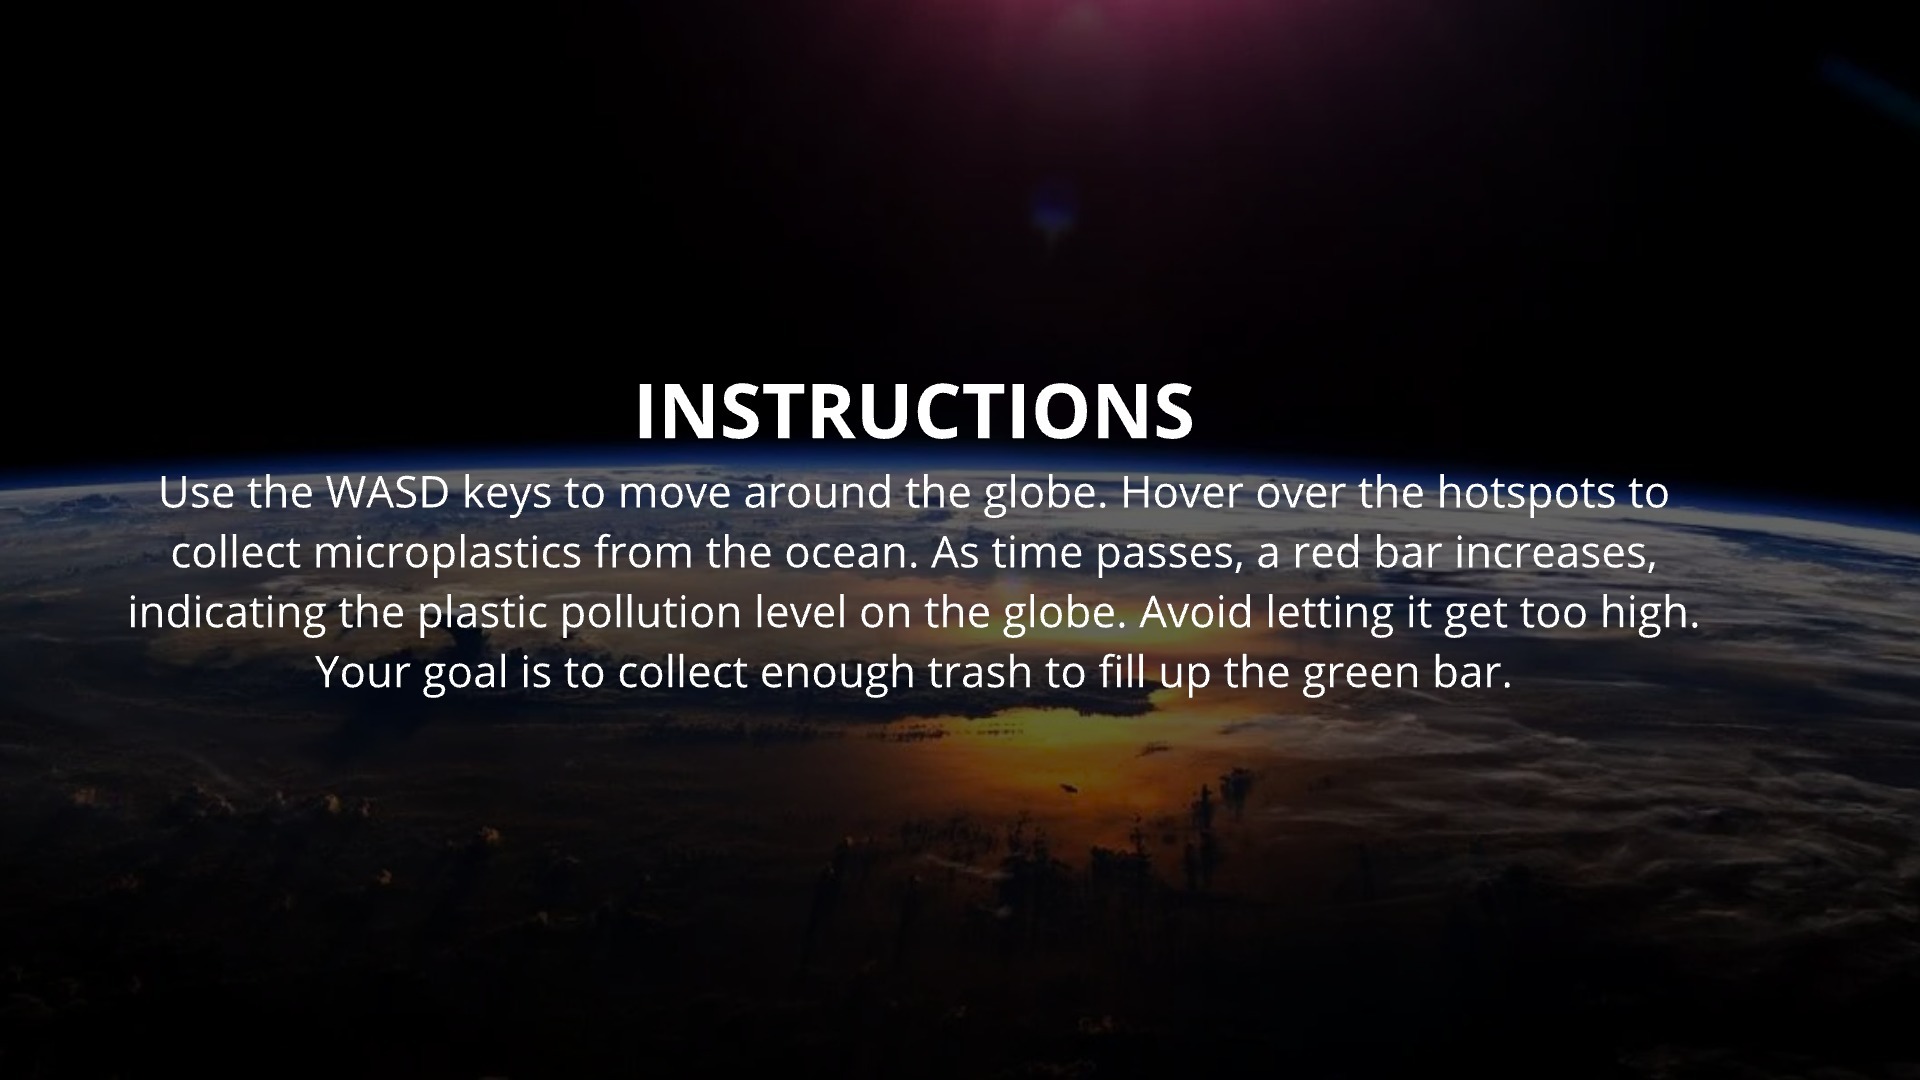 INSTRUCTIONS
Use the WASD keys to move around the globe. Hover over the hotspots to
collect microplastics from the ocean. As time passes, a red bar increases,
indicating the plastic pollution level on the globe. Avoid letting it get too high.
Your goal is to collect enough trash to fill up the green bar.